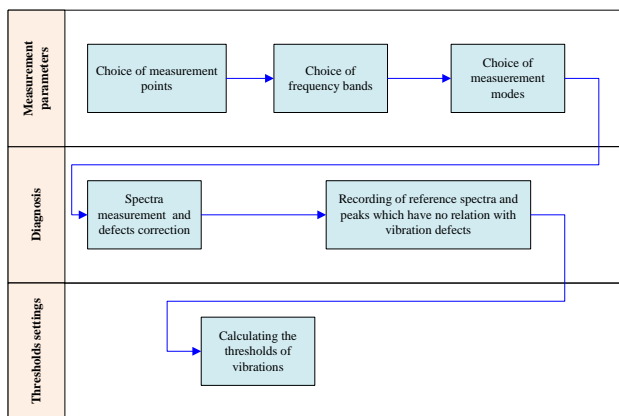 Measurement
parameters
Choice of measurement
points
Choice of
frequency bands
Choice of
measuerement
modes
Diagnosis
Spectra
measurement and
defects correction
Recording of reference spectra and
peaks which have no relation with
vibration defects
Thresholds settings
Calculating the
thresholds of
vibrations